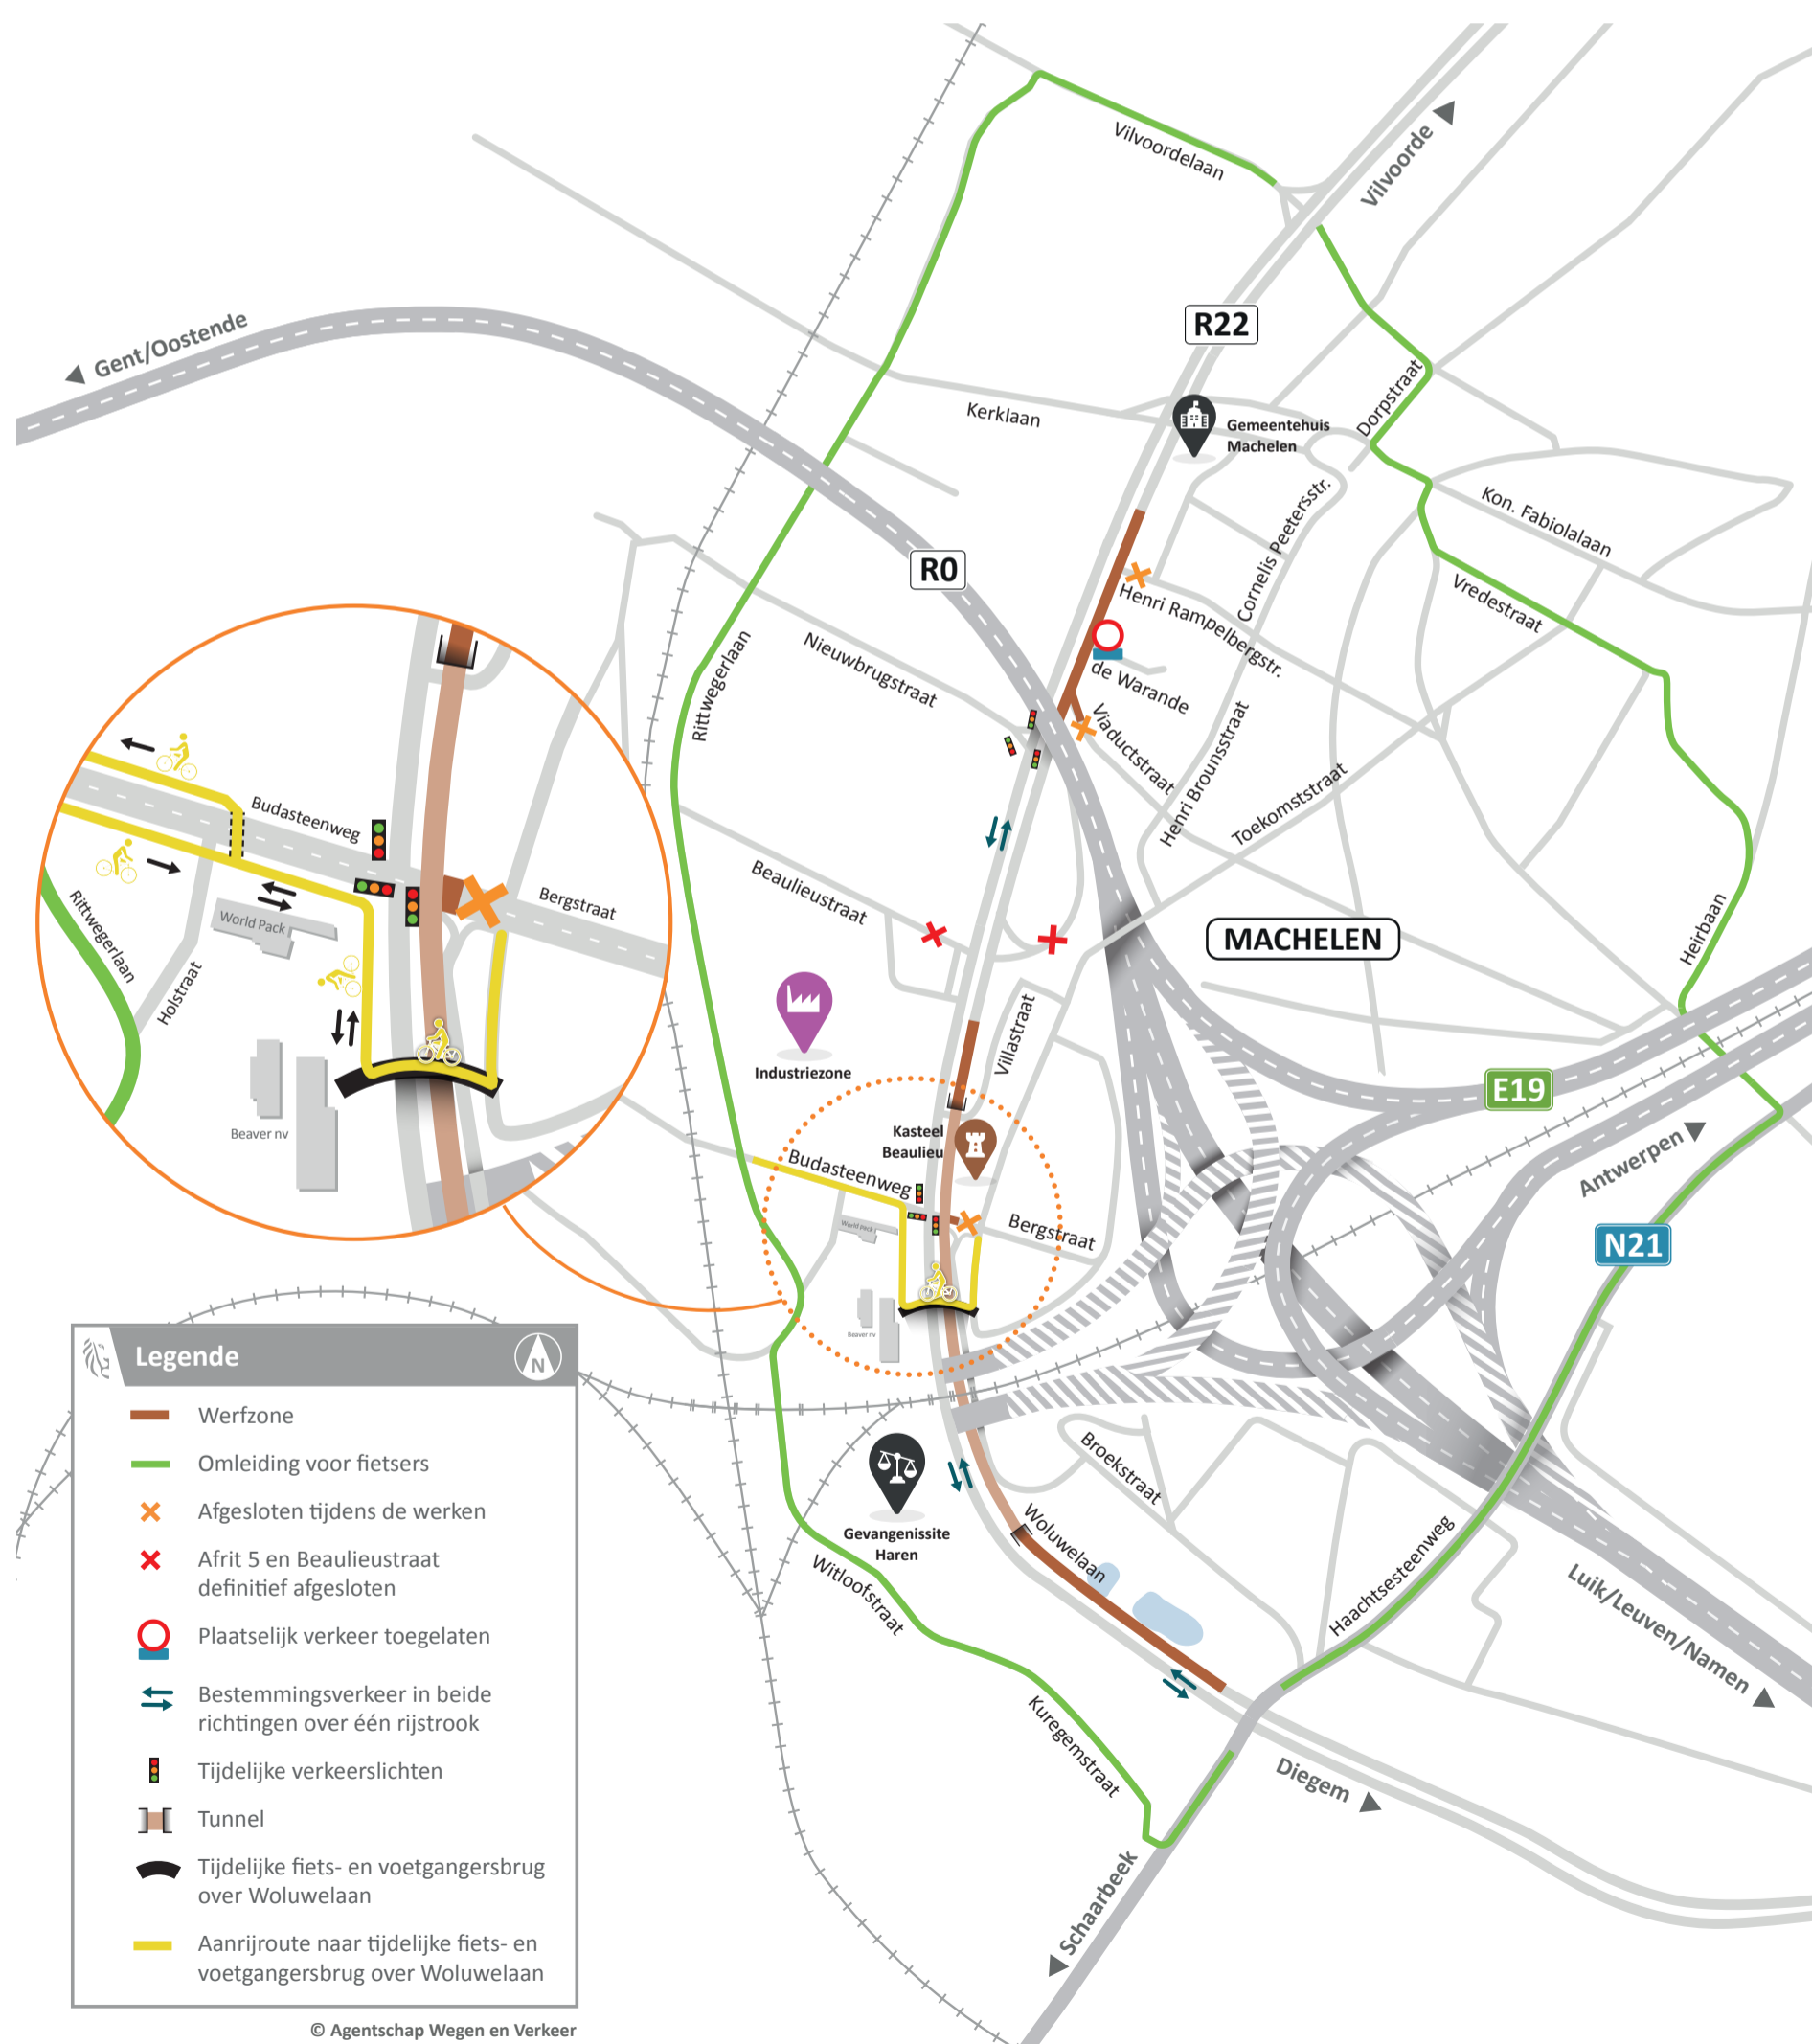 Vilvoordelaan
Vilvoorde
R22
Gent/Oostende
Kerklaan
Gemeentehuis
Machelen
Dorpstraat
Kon. Fabiolalaan
Cornelis Peetersstr.
R0
Henri Rampelbergstr.
Vredestraat
de Warande
Nieuwbrugstraat
Rittwegerlaan
Viaductstraat
Henri Brounsstraat
Toekomststraat
Beaulieustraat
MACHELEN
Heirbaan
Industriezone
Villastraat
E19
Antwerpen
Kasteel
Beaulieu
Budasteenweg
World Pack
Bergstraat
Beaver nv
N21
Budasteenweg
Bergstraat
World Pack
Rittwegerlaan
Holstraat
Beaver nv
Broekstraat
Gevangenissite
Haren
Woluwelaan
Witloofstraat
Haachtsesteenweg
Luik/Leuven/Namen
Kuregemstraat
Diegem
Schaarbeek
Legende
N
Werfzone
Omleiding voor fietsers
Afgesloten tijdens de werken
Afrit 5 en Beaulieustraat
definitief afgesloten
Plaatselijk verkeer toegelaten
Bestemmingsverkeer in beide
richtingen over één rijstrook
Tijdelijke verkeerslichten
Tunnel
Tijdelijke fiets- en voetgangersbrug
over Woluwelaan
Aanrijroute naar tijdelijke fiets- en
voetgangersbrug over Woluwelaan
© Agentschap Wegen en Verkeer